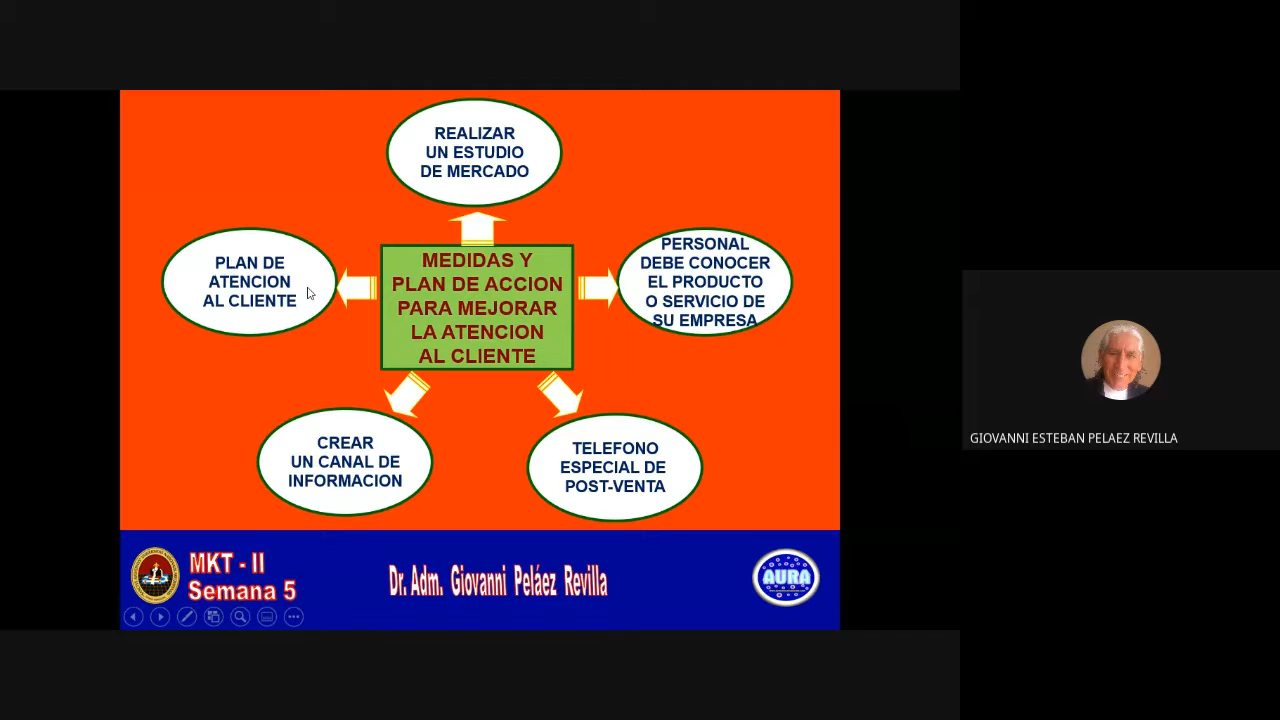 REALIZAR
UN ESTUDIO
DE MERCADO
PLAN DE
ATENCION
AL CLIENTE
MEDIDAS Y
PLAN DE ACCION
PARA MEJORAR
LA ATENCION
AL CLIENTE
PERSONAL
DEBE CONOCER
EL PRODUCTO
O SERVICIO DE
SU EMPRESA
CREAR
UN CANAL DE
INFORMACION
TELEFONO
ESPECIAL DE
POST-VENTA
MKT - II
Semana 5
Dr. Adm. Giovanni Peláez Revilla
AURA
GIOVANNI ESTEBAN PELAEZ REVILLA